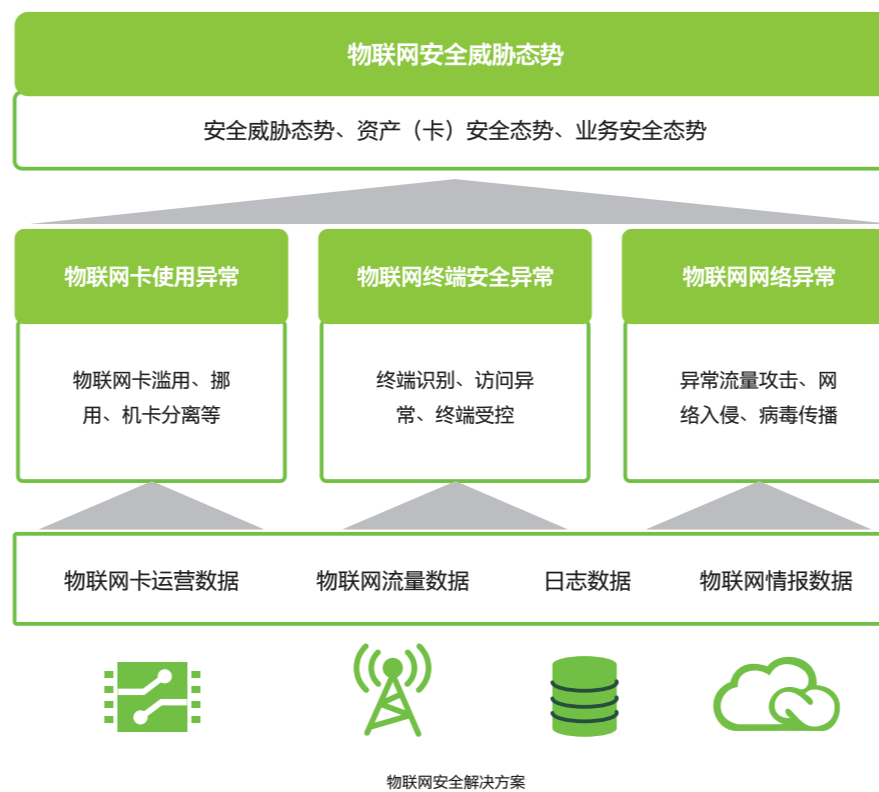 物联网安全威胁态势
安全威胁态势、资产（卡）安全态势、业务安全态势
物联网卡使用异常
物联网卡滥用、挪
用、机卡分离等
物联网终端安全异常
终端识别、访问异
常、终端受控
物联网网络异常
异常流量攻击、网
络入侵、病毒传播
物联网卡运营数据 物联网流量数据 日志数据 物联网情报数据
物联网安全解决方案